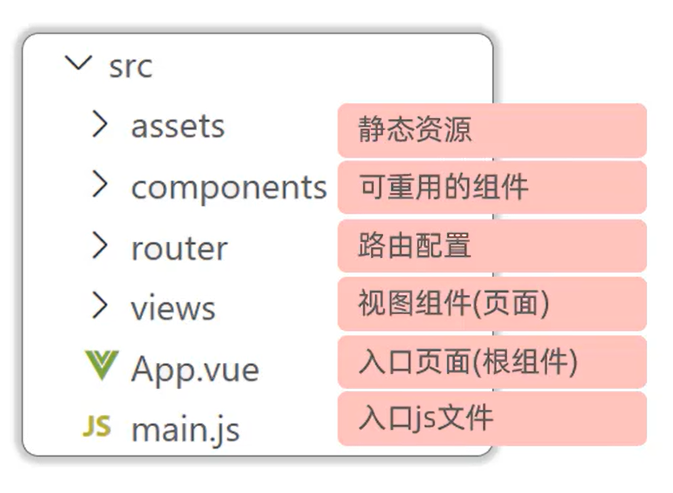 src
assets 静态资源
components 可重用的组件
router 路由配置
views 视图组件(页面)
App.vue 入口页面(根组件)
JS main.js 入口js文件